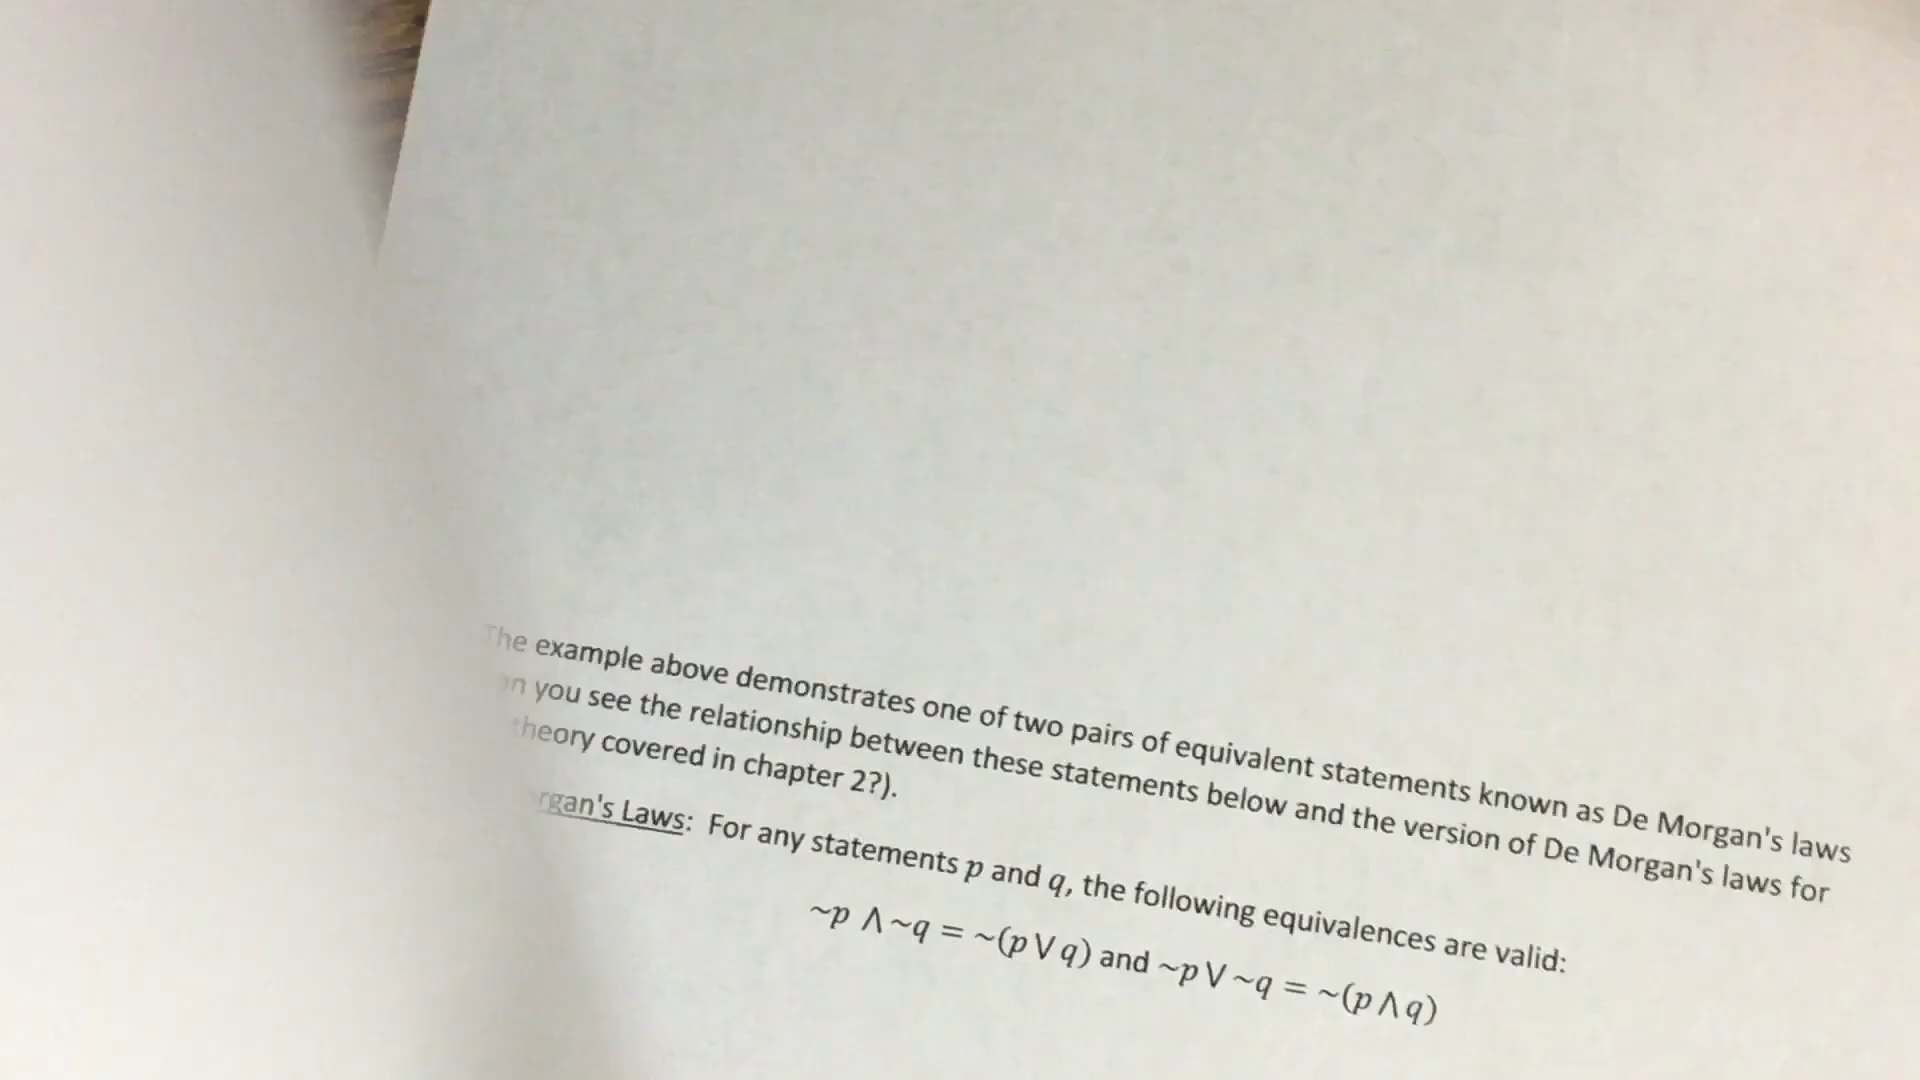 The example above demonstrates one of two pairs of equivalent statements known as De Morgan's laws
you see the relationship between these statements below and the version of De Morgan's laws for
theory covered in chapter 2?).
Laws: For any statements p and q, the following equivalences are valid:
~p ∧ ~q = ~(p ∨ q) and ~p ∨ ~q = ~(p ∧ q)